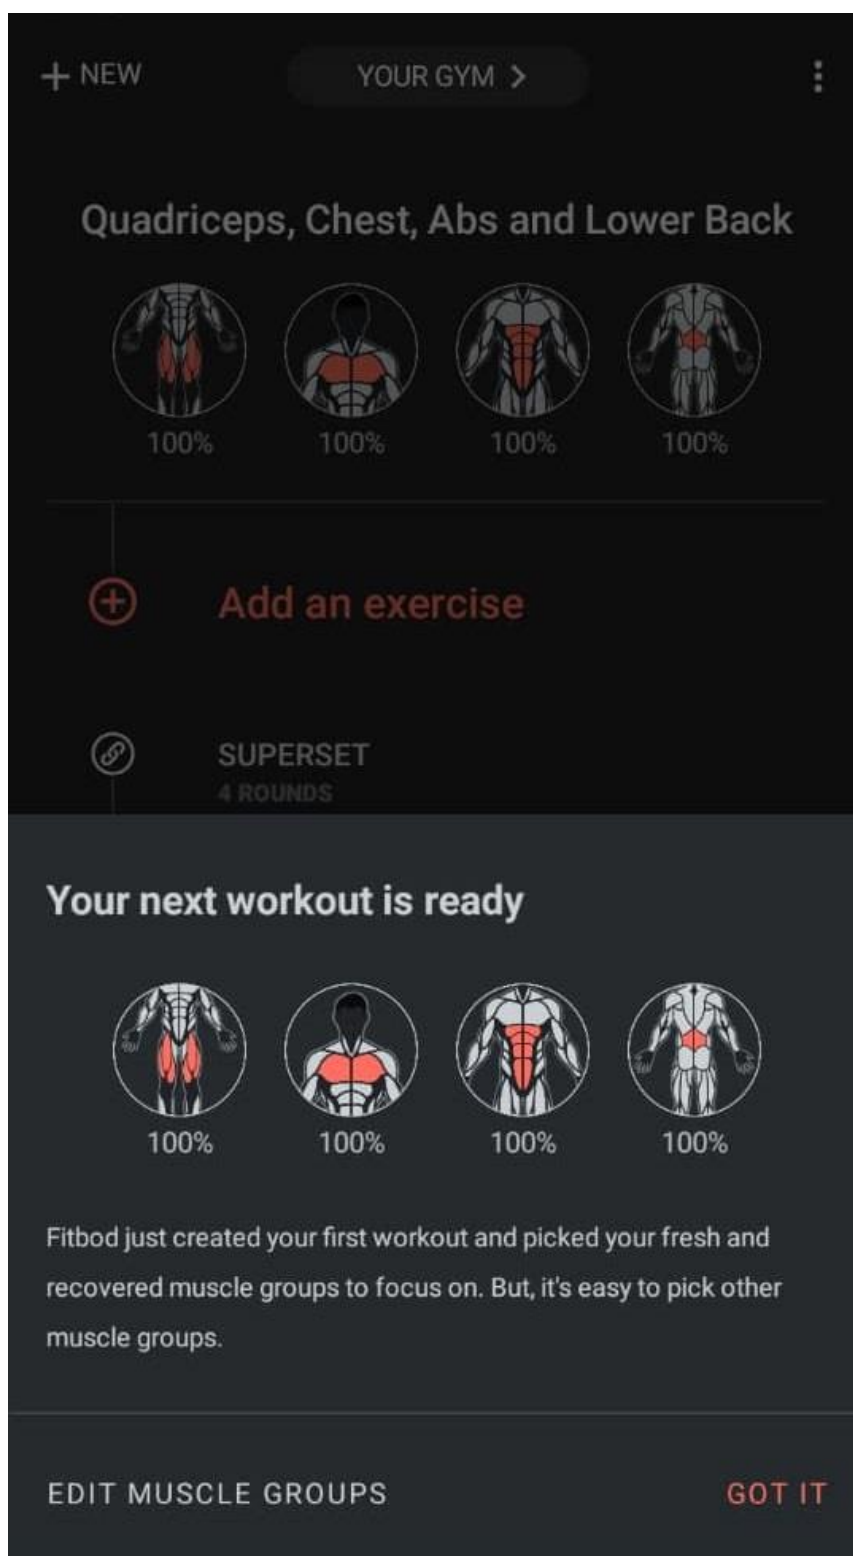 + NEW
YOUR GYM >
Quadriceps, Chest, Abs and Lower Back
100% 100% 100% 100%
Add an exercise
SUPERSET
4 ROUNDS
Your next workout is ready
100% 100% 100% 100%
Fitbod just created your first workout and picked your fresh and
recovered muscle groups to focus on. But, it's easy to pick other
muscle groups.
EDIT MUSCLE GROUPS
GOT IT